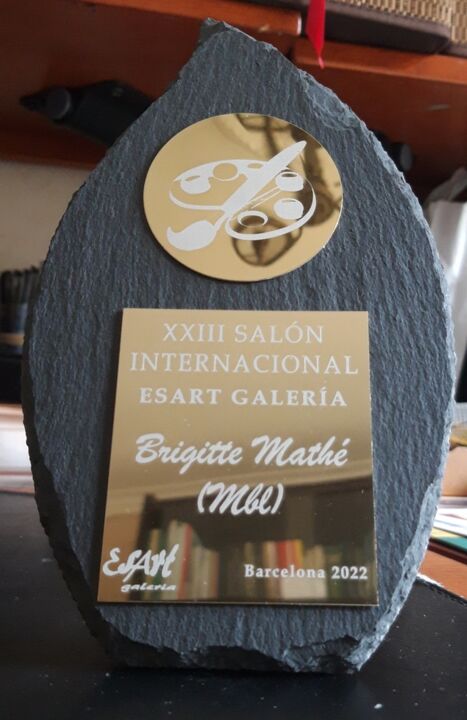 XXIII SALÓN
INTERNACIONAL
ESART GALERÍA
Brigitte Mathé
(Mbl)
EsArt
galeria
Barcelona 2022